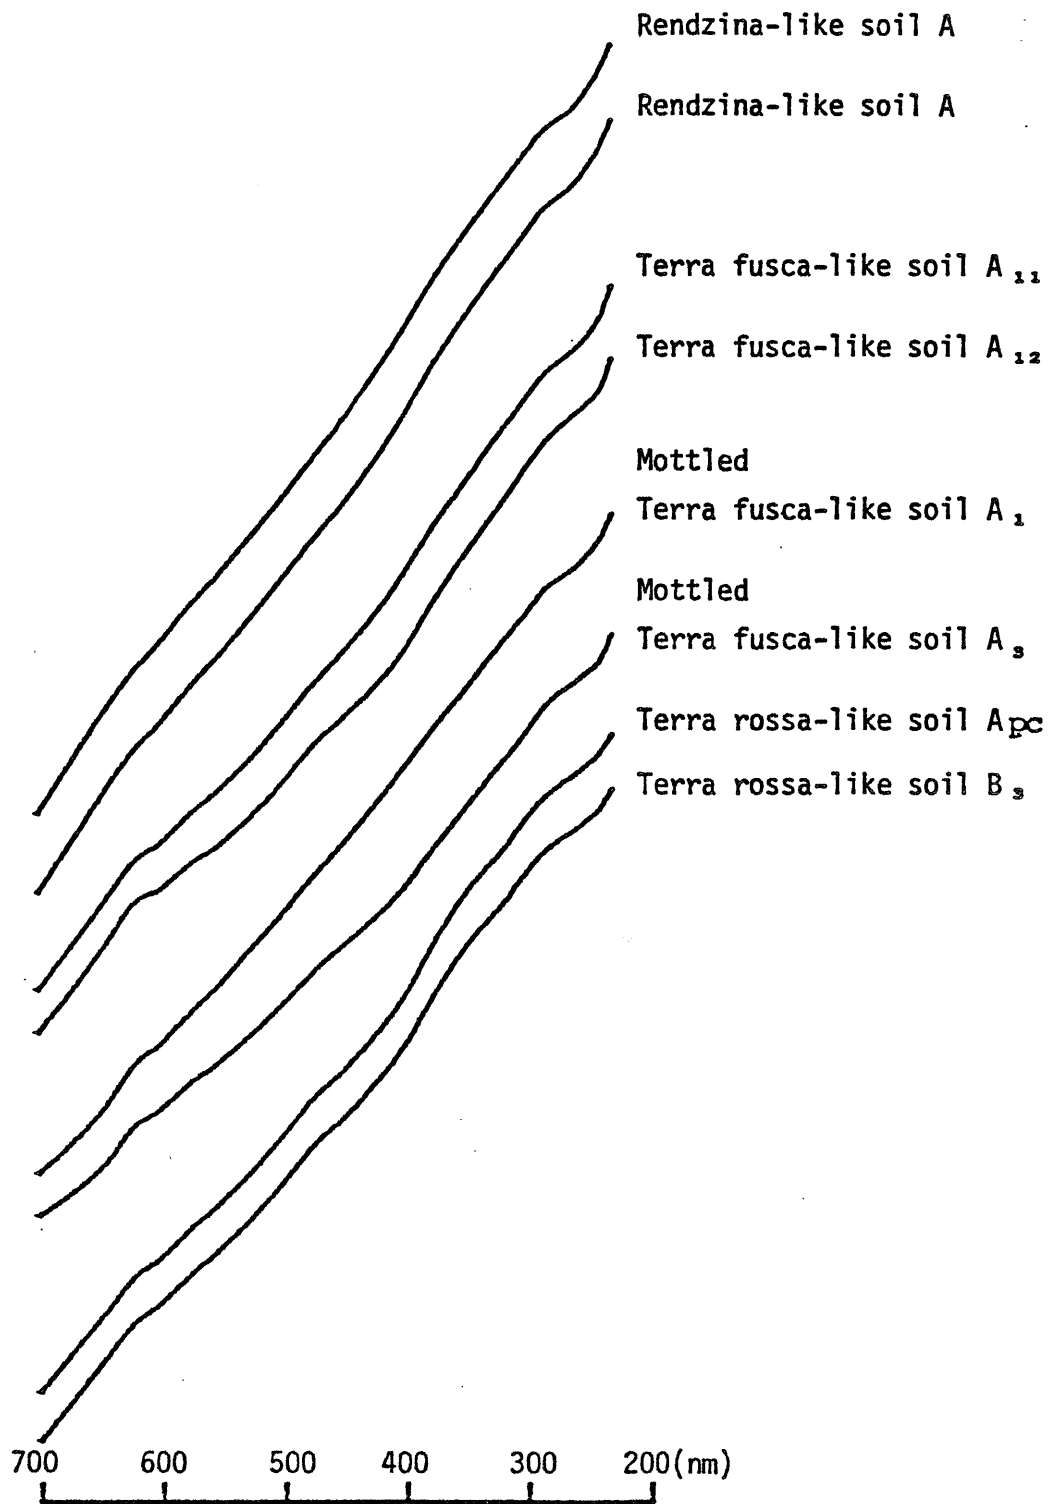 Rendzina-like soil A
Rendzina-like soil A
Terra fusca-like soil A₁₁
Terra fusca-like soil A₁₂
Mottled
Terra fusca-like soil A₁
Mottled
Terra fusca-like soil A₃
Terra rossa-like soil Apc
Terra rossa-like soil B₃
700 600 500 400 300 200(nm)